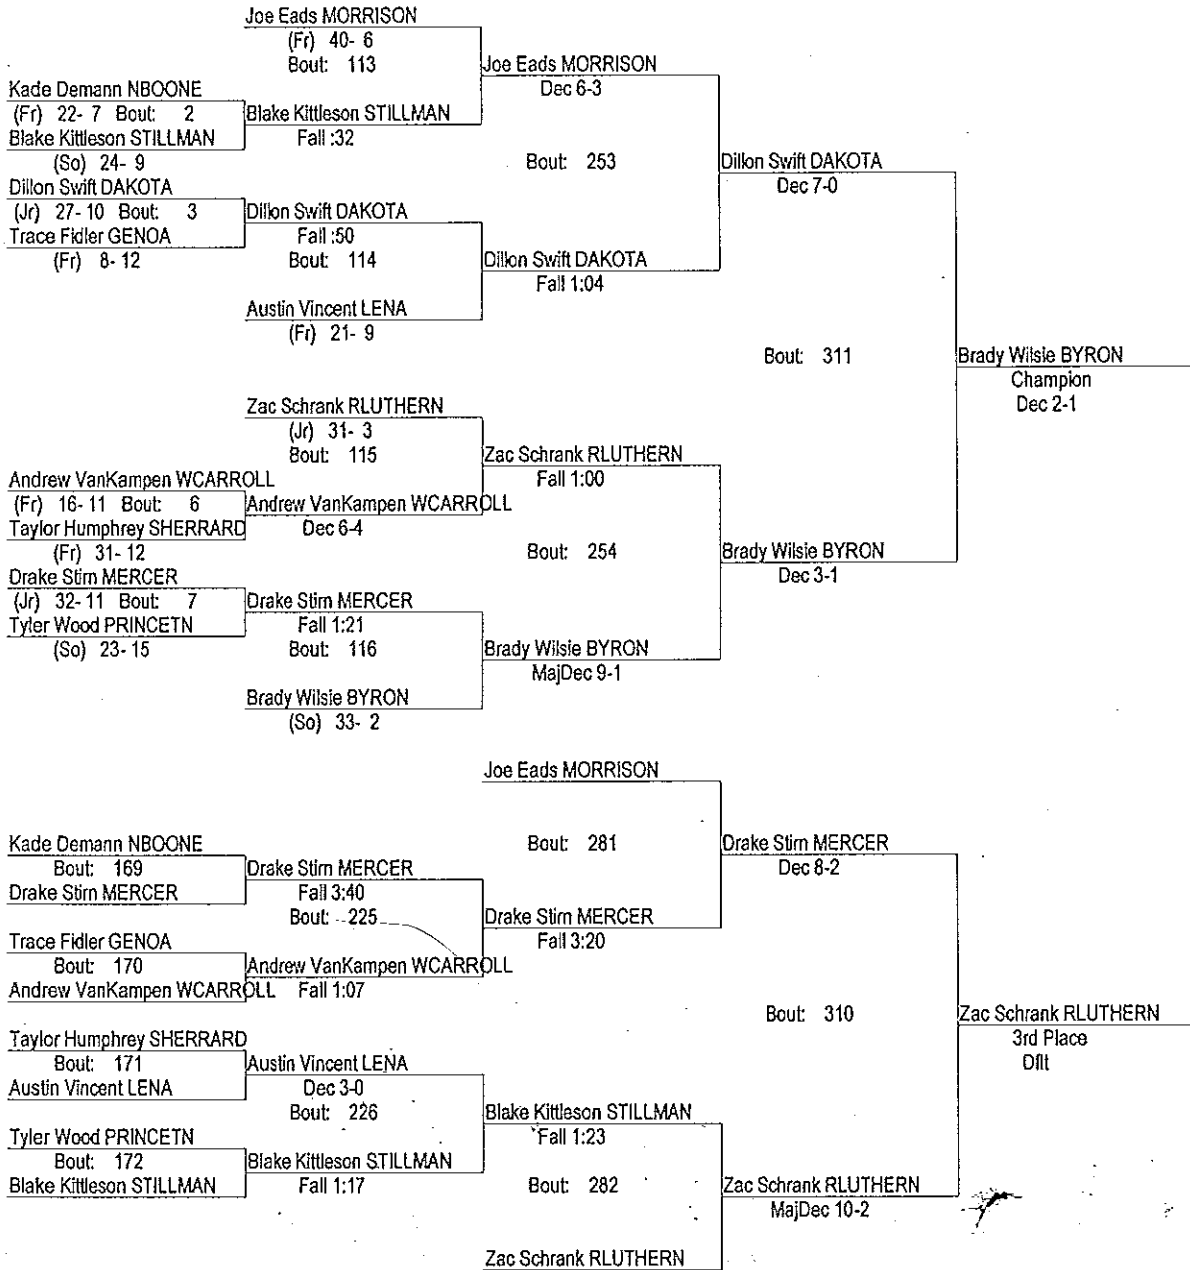 Joe Eads MORRISON
(Fr) 40- 6
Bout: 113
Joe Eads MORRISON
Dec 6-3
Kade Demann NBOONE
(Fr) 22- 7 Bout: 2
Blake Kittleson STILLMAN
Blake Kittleson STILLMAN
Fall :32
(So) 24- 9
Bout: 253
Dillon Swift DAKOTA
Dec 7-0
Dillon Swift DAKOTA
(Jr) 27- 10 Bout: 3
Dillon Swift DAKOTA
Trace Fidler GENOA
Fall :50
(Fr) 8- 12
Bout: 114
Dillon Swift DAKOTA
Fall 1:04
Austin Vincent LENA
(Fr) 21- 9
Bout: 311
Brady Wilsie BYRON
Champion
Dec 2-1
Zac Schrank RLUTHERN
(Jr) 31- 3
Bout: 115
Zac Schrank RLUTHERN
Fall 1:00
Andrew VanKampen WCARROLL
(Fr) 16- 11 Bout: 6
Andrew VanKampen WCARROLL
Taylor Humphrey SHERRARD
Dec 6-4
(Fr) 31- 12
Bout: 254
Brady Wilsie BYRON
Dec 3-1
Drake Stirn MERCER
(Jr) 32- 11 Bout: 7
Drake Stirn MERCER
Tyler Wood PRINCETN
Fall 1:21
(So) 23- 15
Bout: 116
Brady Wilsie BYRON
MajDec 9-1
Brady Wilsie BYRON
(So) 33- 2
Joe Eads MORRISON
Bout: 281
Drake Stirn MERCER
Dec 8-2
Kade Demann NBOONE
Bout: 169
Drake Stirn MERCER
Drake Stirn MERCER
Fall 3:40
Bout: 225
Drake Stirn MERCER
Fall 3:20
Trace Fidler GENOA
Bout: 170
Andrew VanKampen WCARROLL
Andrew VanKampen WCARROLL
Fall 1:07
Bout: 310
Zac Schrank RLUTHERN
3rd Place
Dflt
Taylor Humphrey SHERRARD
Bout: 171
Austin Vincent LENA
Austin Vincent LENA
Dec 3-0
Bout: 226
Blake Kittleson STILLMAN
Fall 1:23
Tyler Wood PRINCETN
Bout: 172
Blake Kittleson STILLMAN
Blake Kittleson STILLMAN
Fall 1:17
Bout: 282
Zac Schrank RLUTHERN
MajDec 10-2
Zac Schrank RLUTHERN